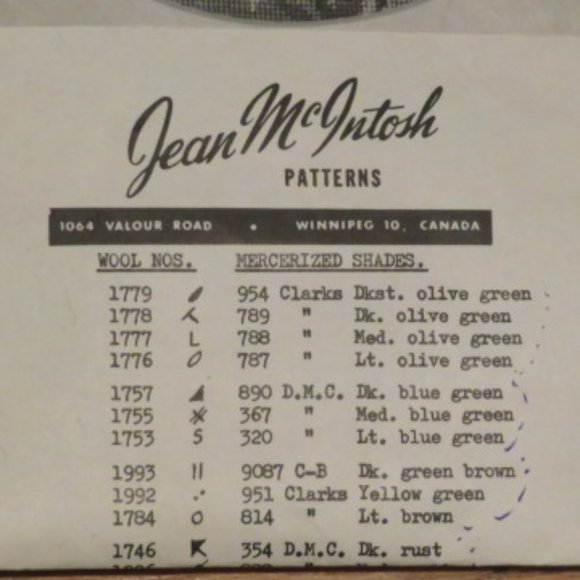 Jean McIntosh
PATTERNS
1064 VALOUR ROAD • WINNIPEG 10, CANADA
WOOL NOS. MERCERIZED SHADES.
1779 954 Clarks Dkst. olive green
1778 789 " Dk. olive green
1777 L 788 " Med. olive green
1776 O 787 " Lt. olive green
1757 890 D.M.C. Dk. blue green
1755 367 " Med. blue green
1753 S 320 " Lt. blue green
1993 || 9087 C-B Dk. green brown
1992 951 Clarks Yellow green
1784 O 814 " Lt. brown
1746 K 354 D.M.C. Dk. rust